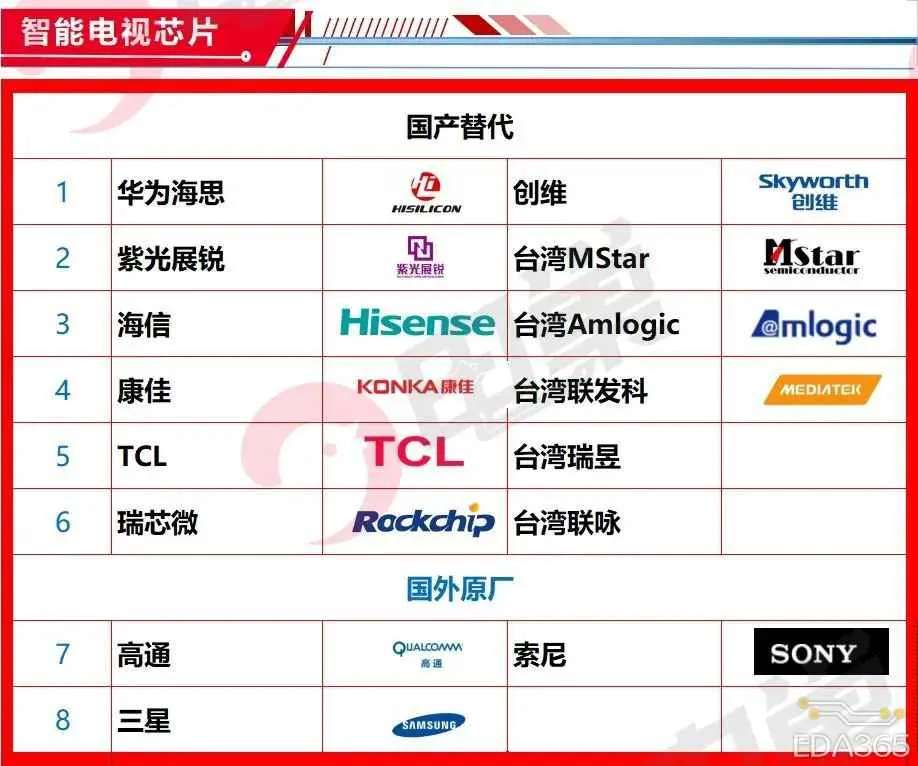 智能电视芯片
国产替代
1 华为海思 Hi HISILICON 创维 Skyworth 创维
2 紫光展锐 紫光展锐 台湾MStar MStar semiconductor
3 海信 Hisense 台湾Amlogic @mlogic
4 康佳 KONKA康佳 台湾联发科 MEDIATEK
5 TCL TCL 台湾瑞昱
6 瑞芯微 Rockchip 台湾联咏
国外原厂
7 高通 QUALCOMM 高通 索尼 SONY
8 三星 SAMSUNG
EDA365